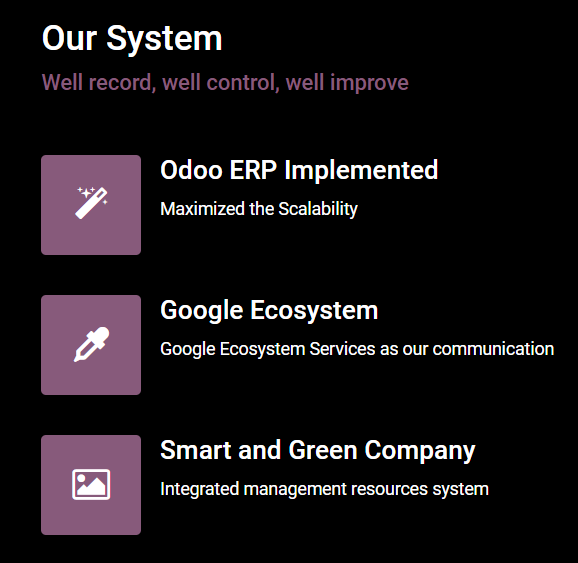 Our System
Well record, well control, well improve
Odoo ERP Implemented
Maximized the Scalability
Google Ecosystem
Google Ecosystem Services as our communication
Smart and Green Company
Integrated management resources system